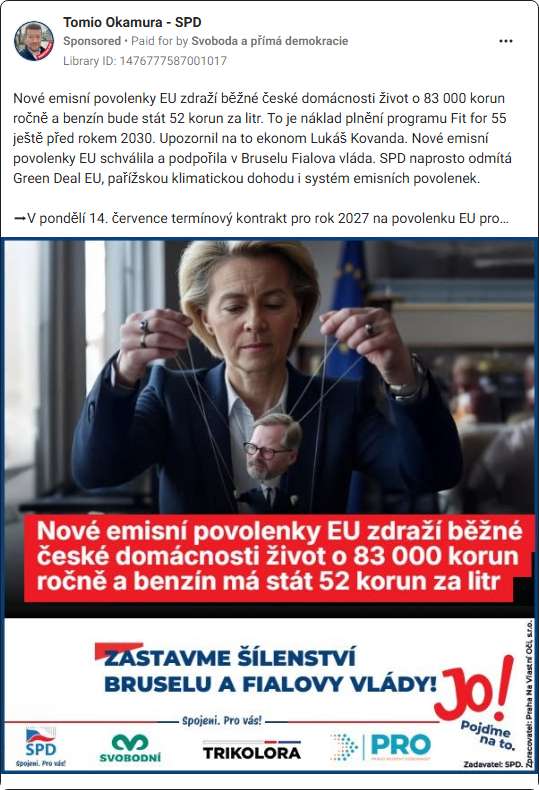 Tomio Okamura - SPD
Sponsored • Paid for by Svoboda a přímá demokracie
Library ID: 1476777587001017
Nové emisní povolenky EU zdraží běžné české domácnosti život o 83 000 korun
ročně a benzín bude stát 52 korun za litr. To je náklad plnění programu Fit for 55
ještě před rokem 2030. Upozornil na to ekonom Lukáš Kovanda. Nové emisní
povolenky EU schválila a podpořila v Bruselu Fialova vláda. SPD naprosto odmítá
Green Deal EU, pařížskou klimatickou dohodu i systém emisních povolenek.
➞V pondělí 14. července termínový kontrakt pro rok 2027 na povolenku EU pro...
Nové emisní povolenky EU zdraží běžné
české domácnosti život o 83 000 korun
ročně a benzín má stát 52 korun za litr
ZASTAVME ŠÍLENSTVÍ
BRUSELU A FIALOVY VLÁDY!
Jo!
Pojďme
na to.
Spojeni. Pro vás!
SPD
Spojeni. Pro vás!
SVOBODNÍ
TRIKOLORA
PRO
Zadavatel: SPD.
Zpracovatel: Praha Na Vlastní Oči, s.r.o.